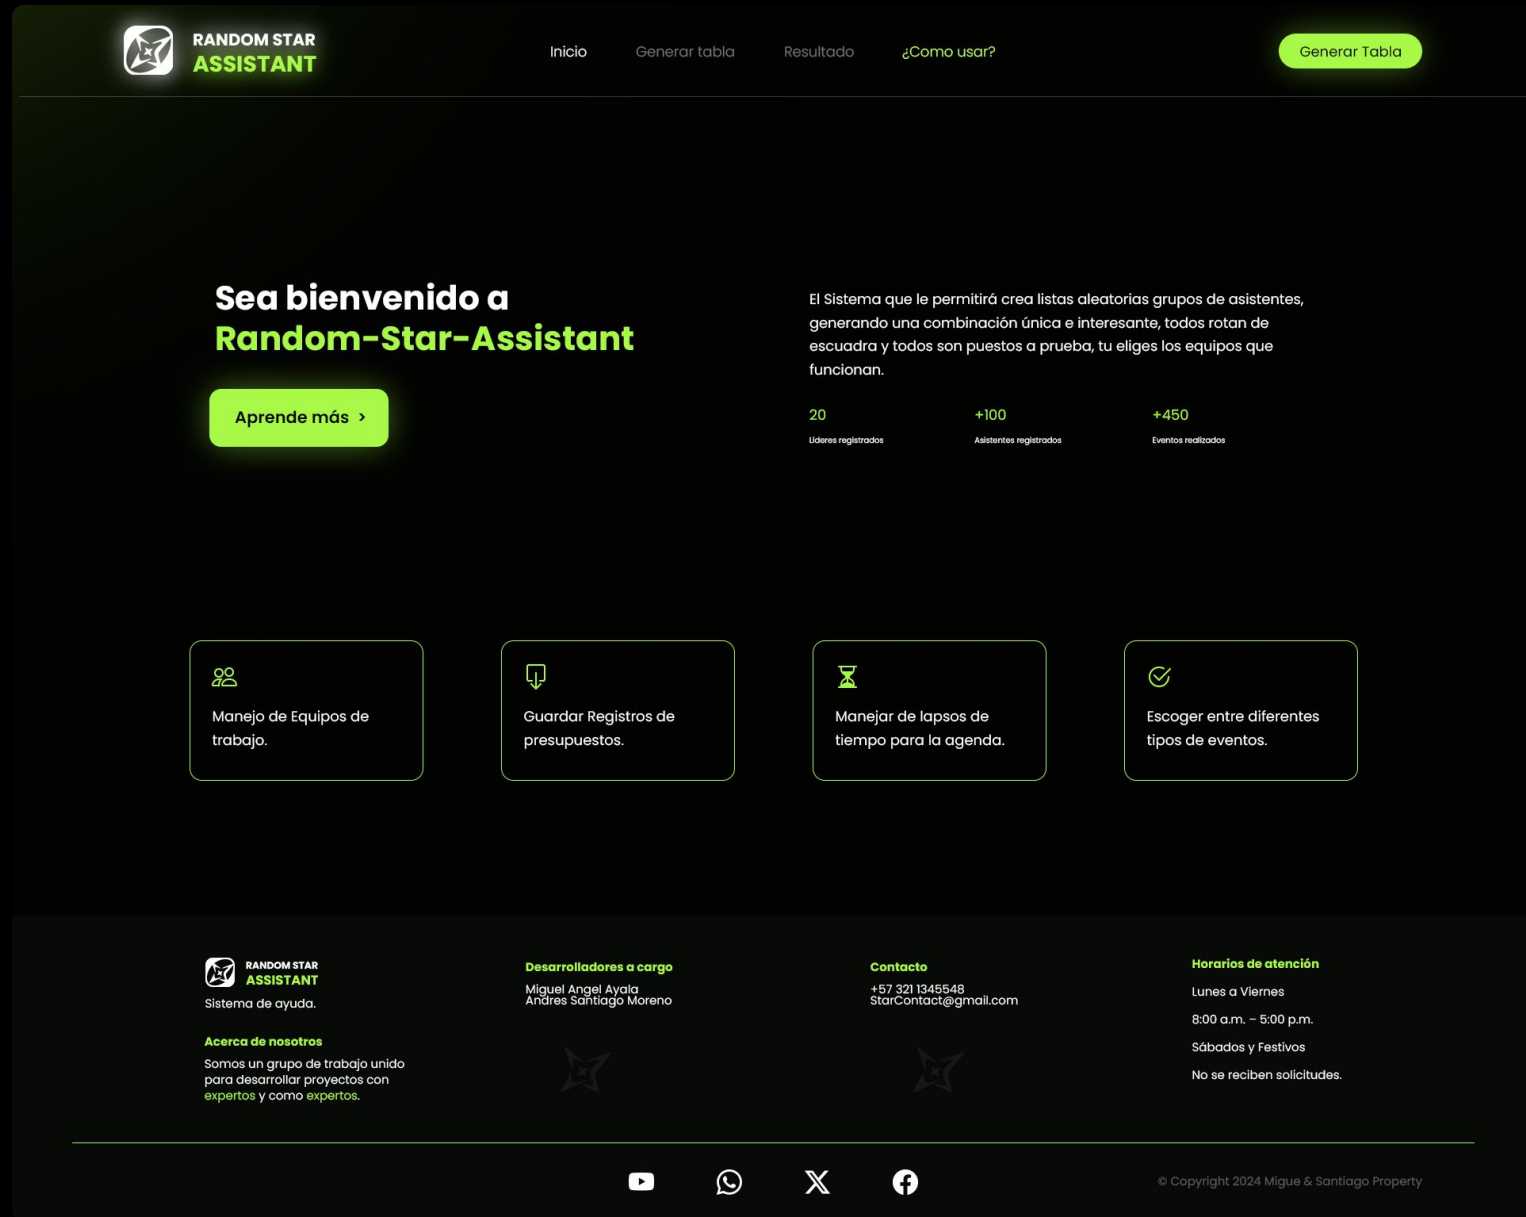 RANDOM STAR
ASSISTANT
Inicio
Generar tabla
Resultado
¿Como usar?
Generar Tabla
Sea bienvenido a
Random-Star-Assistant
Aprende más >
El Sistema que le permitirá crea listas aleatorias grupos de asistentes,
generando una combinación única e interesante, todos rotan de
escuadra y todos son puestos a prueba, tu eliges los equipos que
funcionan.
20
Líderes registrados
+100
Asistentes registrados
+450
Eventos realizados
Manejo de Equipos de
trabajo.
Guardar Registros de
presupuestos.
Manejar de lapsos de
tiempo para la agenda.
Escoger entre diferentes
tipos de eventos.
RANDOM STAR
ASSISTANT
Sistema de ayuda.
Acerca de nosotros
Somos un grupo de trabajo unido
para desarrollar proyectos con
expertos y como expertos.
Desarrolladores a cargo
Miguel Angel Ayala
Andres Santiago Moreno
Contacto
+57 321 1345548
StarContact@gmail.com
Horarios de atención
Lunes a Viernes
8:00 a.m. – 5:00 p.m.
Sábados y Festivos
No se reciben solicitudes.
© Copyright 2024 Migue & Santiago Property